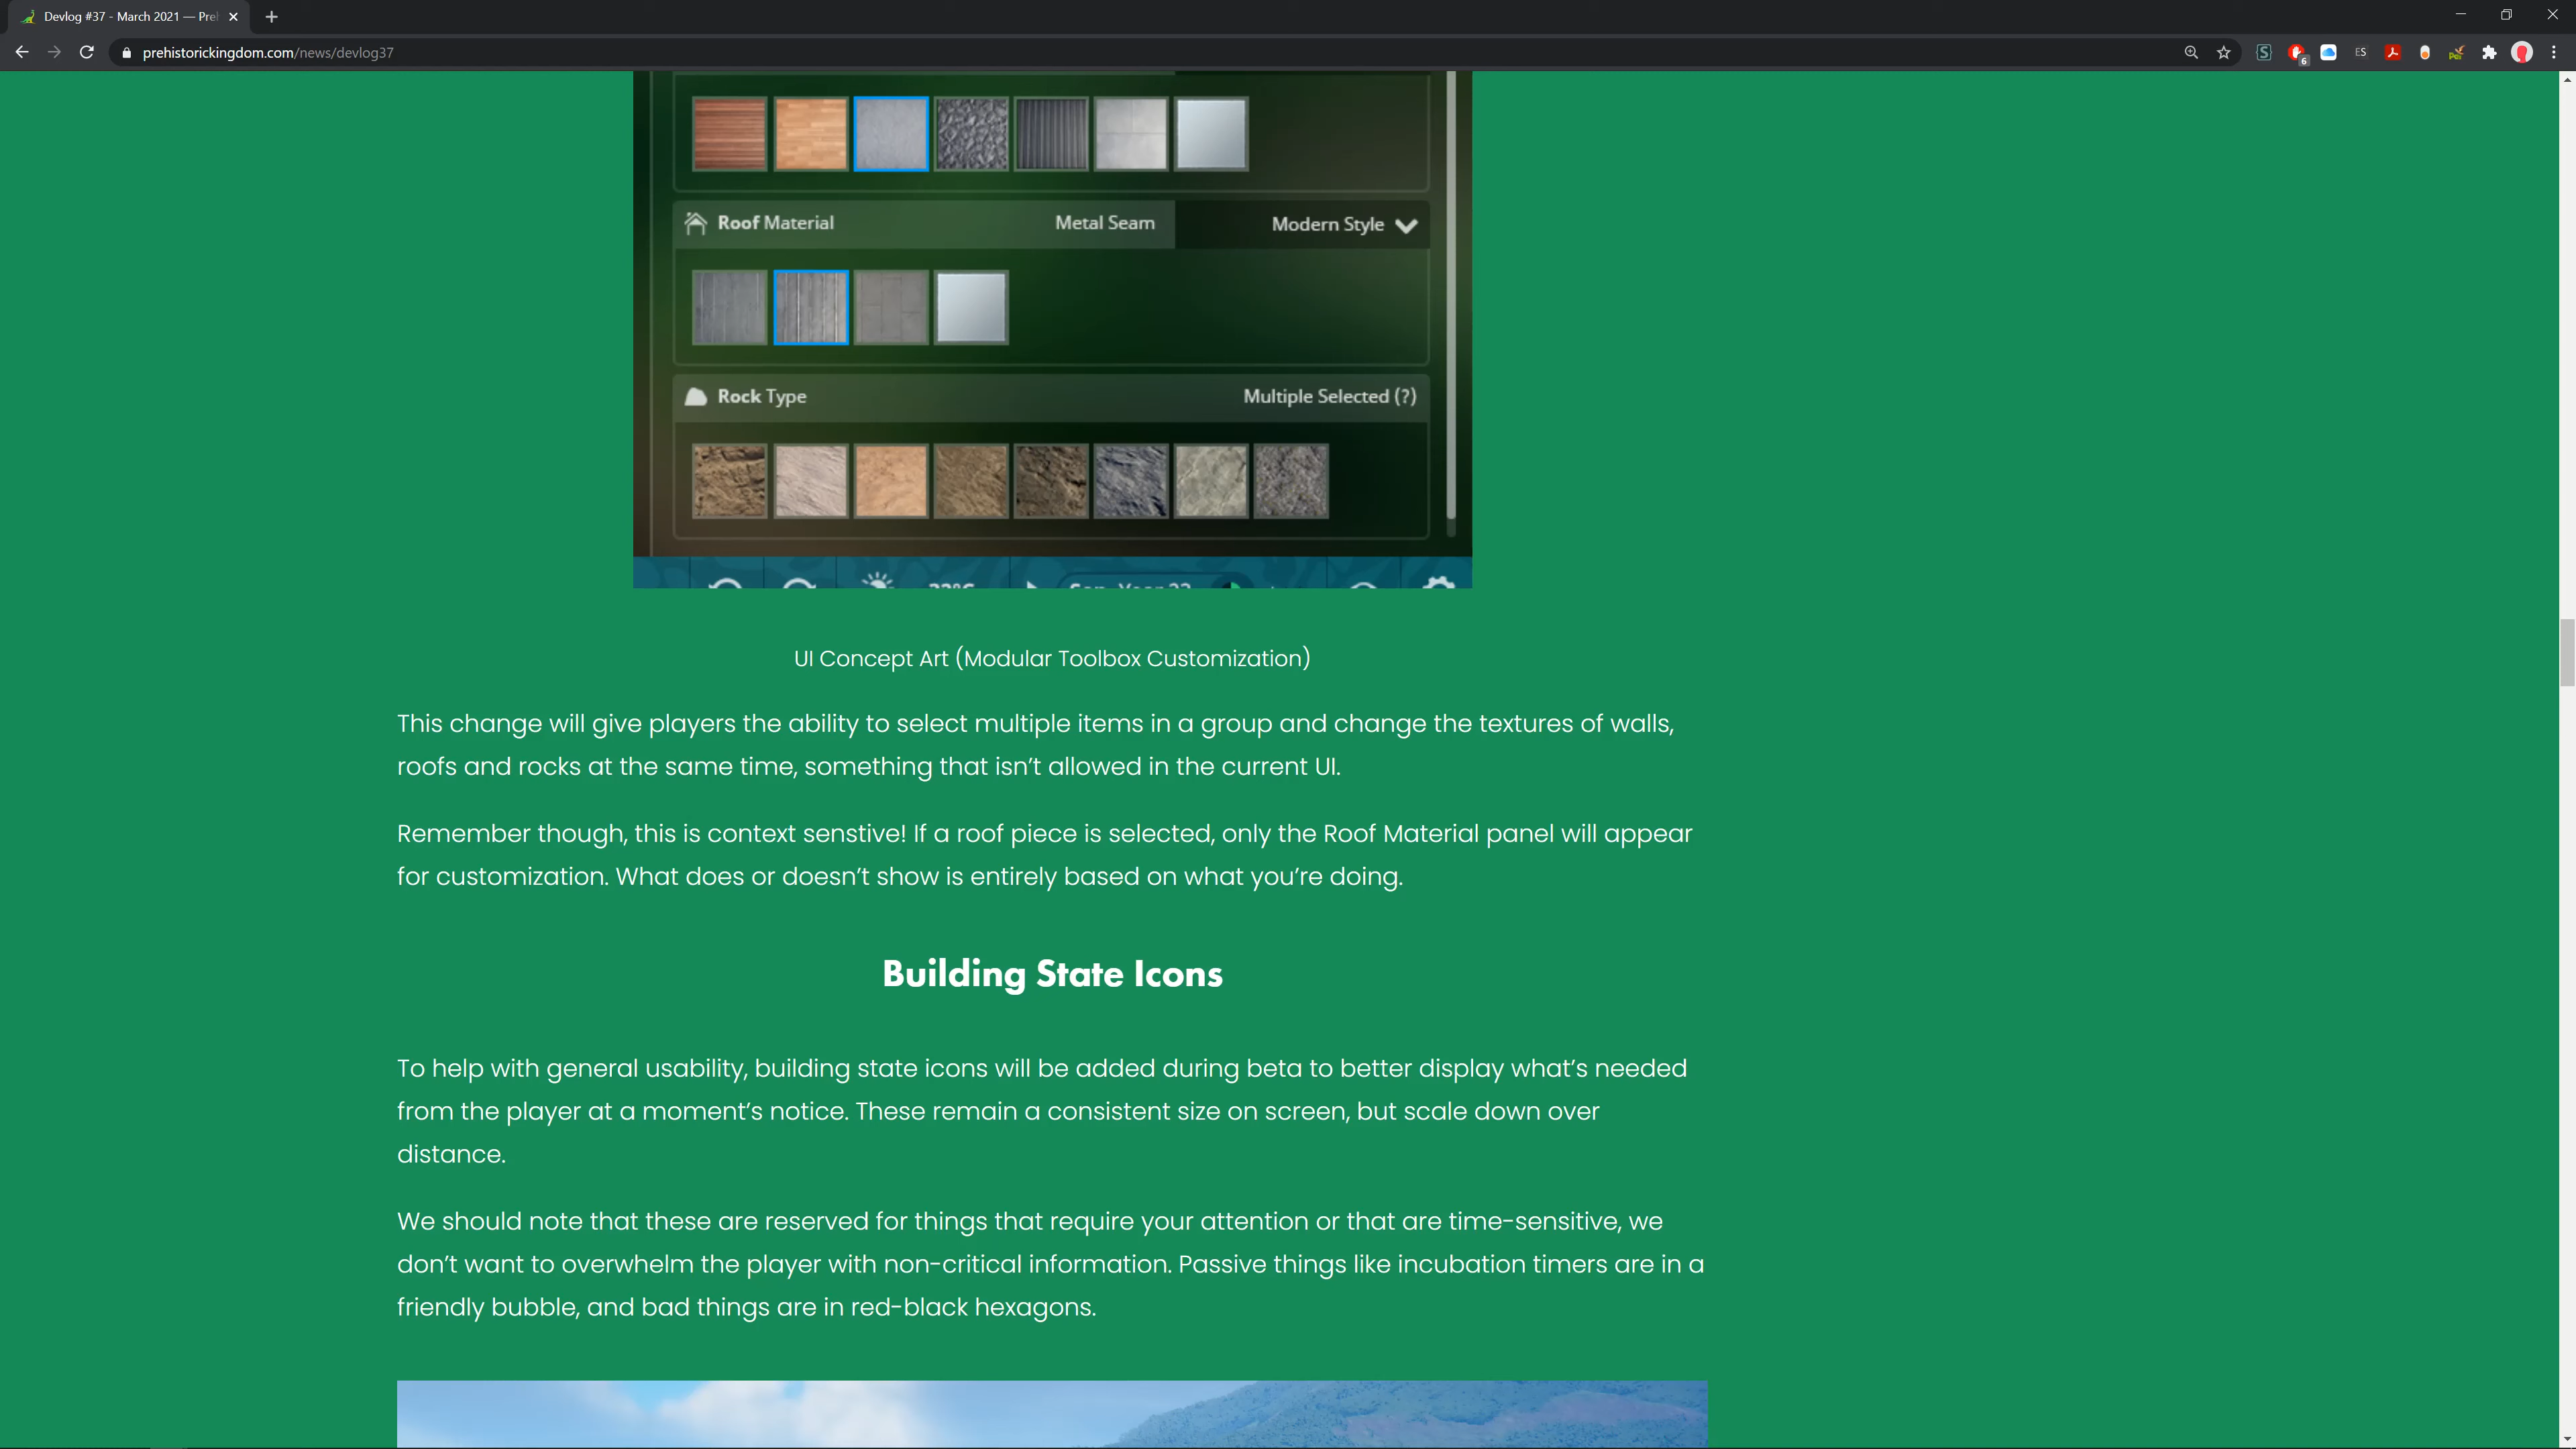 Devlog #37 - March 2021 — Preh
prehistorickingdom.com/news/devlog37
6
ES
Roof Material
Metal Seam
Modern Style
Rock Type
Multiple Selected (?)
UI Concept Art (Modular Toolbox Customization)
This change will give players the ability to select multiple items in a group and change the textures of walls,
roofs and rocks at the same time, something that isn't allowed in the current UI.
Remember though, this is context senstive! If a roof piece is selected, only the Roof Material panel will appear
for customization. What does or doesn't show is entirely based on what you're doing.
Building State Icons
To help with general usability, building state icons will be added during beta to better display what's needed
from the player at a moment's notice. These remain a consistent size on screen, but scale down over
distance.
We should note that these are reserved for things that require your attention or that are time-sensitive, we
don't want to overwhelm the player with non-critical information. Passive things like incubation timers are in a
friendly bubble, and bad things are in red-black hexagons.